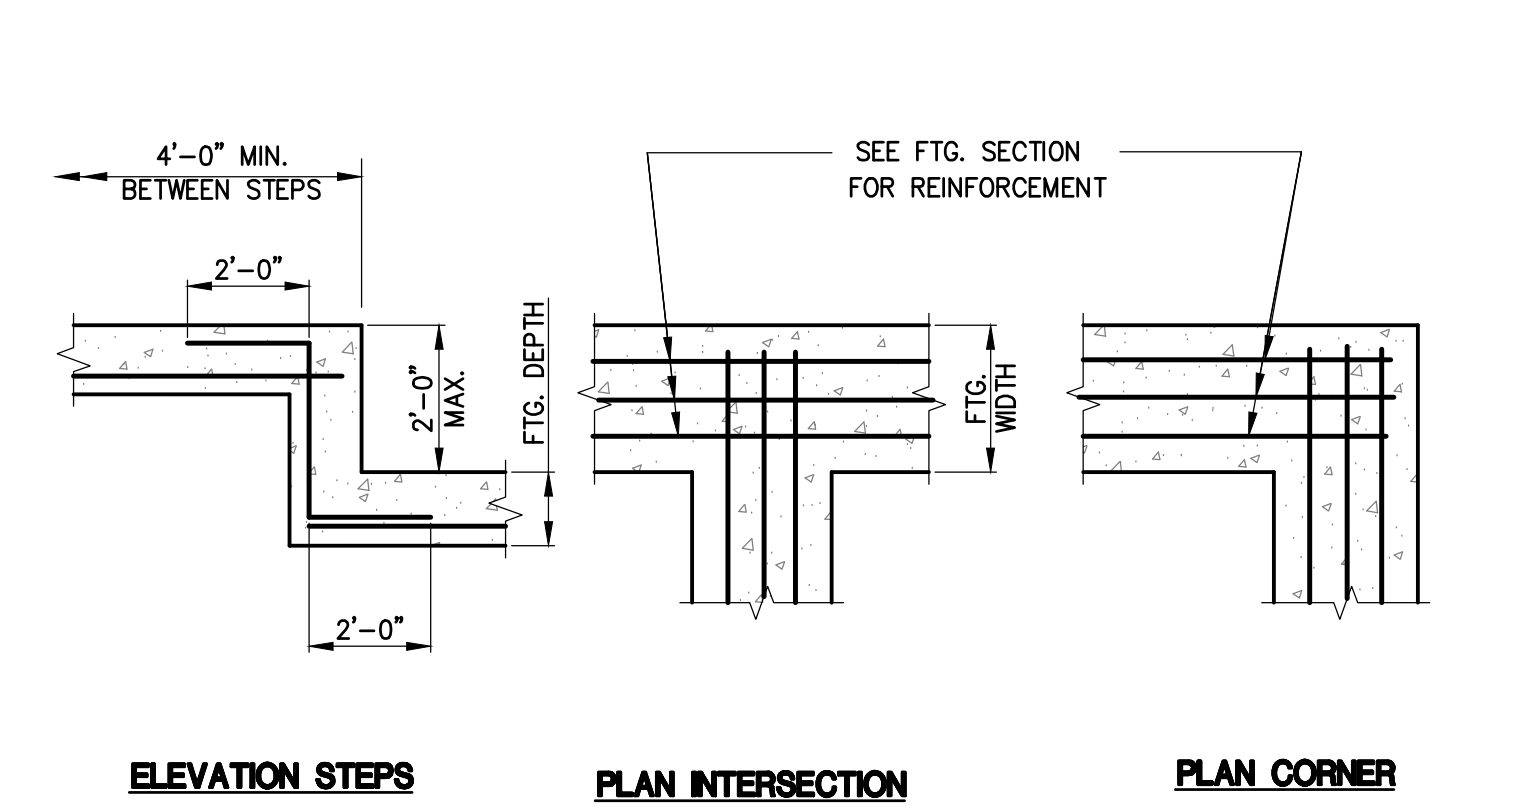 4'-0" MIN.
BETWEEN STEPS
2'-0"
2'-0"
MAX.
FTG. DEPTH
2'-0"
ELEVATION STEPS
SEE FTG. SECTION
FOR REINFORCEMENT
FTG.
WIDTH
PLAN INTERSECTION
PLAN CORNER